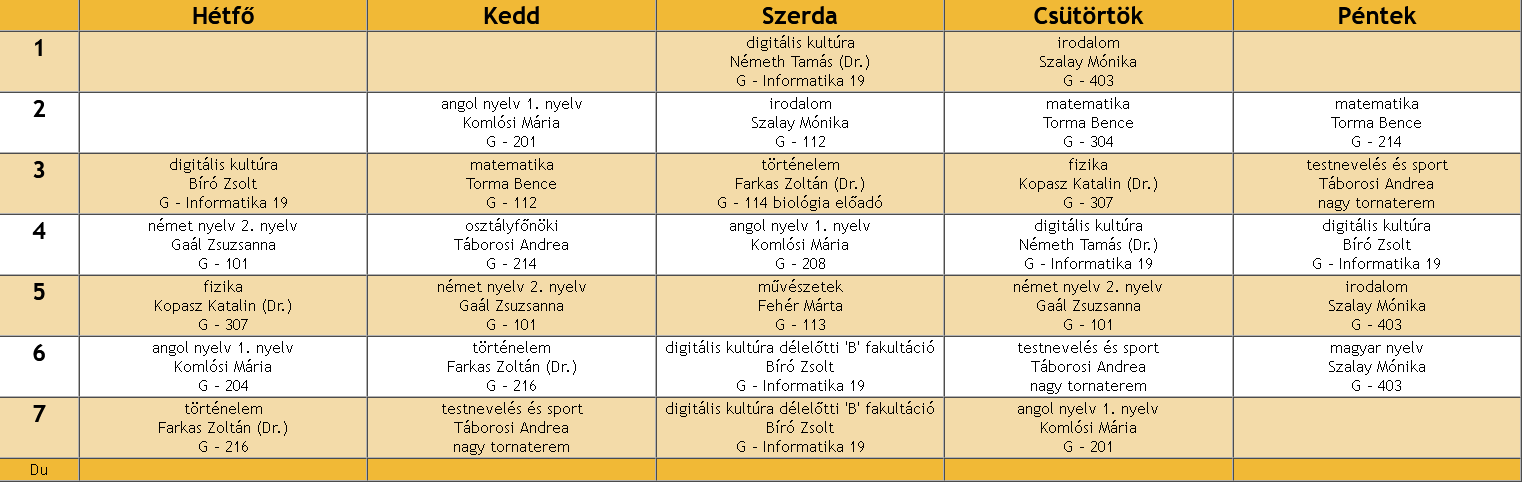 Hétfő Kedd Szerda Csütörtök Péntek
1
digitális kultúra
Németh Tamás (Dr.)
G - Informatika 19
irodalom
Szalay Mónika
G - 403
2
angol nyelv 1. nyelv
Komlósi Mária
G - 201
irodalom
Szalay Mónika
G - 112
matematika
Torma Bence
G - 304
matematika
Torma Bence
G - 214
3
digitális kultúra
Bíró Zsolt
G - Informatika 19
matematika
Torma Bence
G - 112
történelem
Farkas Zoltán (Dr.)
G - 114 biológia előadó
fizika
Kopasz Katalin (Dr.)
G - 307
testnevelés és sport
Táborosi Andrea
nagy tornaterem
4
német nyelv 2. nyelv
Gaál Zsuzsanna
G - 101
osztályfőnöki
Táborosi Andrea
G - 214
angol nyelv 1. nyelv
Komlósi Mária
G - 208
digitális kultúra
Németh Tamás (Dr.)
G - Informatika 19
digitális kultúra
Bíró Zsolt
G - Informatika 19
5
fizika
Kopasz Katalin (Dr.)
G - 307
német nyelv 2. nyelv
Gaál Zsuzsanna
G - 101
művészetek
Fehér Márta
G - 113
német nyelv 2. nyelv
Gaál Zsuzsanna
G - 101
irodalom
Szalay Mónika
G - 403
6
angol nyelv 1. nyelv
Komlósi Mária
G - 204
történelem
Farkas Zoltán (Dr.)
G - 216
digitális kultúra délelőtti 'B' fakultáció
Bíró Zsolt
G - Informatika 19
testnevelés és sport
Táborosi Andrea
nagy tornaterem
magyar nyelv
Szalay Mónika
G - 403
7
történelem
Farkas Zoltán (Dr.)
G - 216
testnevelés és sport
Táborosi Andrea
nagy tornaterem
digitális kultúra délelőtti 'B' fakultáció
Bíró Zsolt
G - Informatika 19
angol nyelv 1. nyelv
Komlósi Mária
G - 201
Du